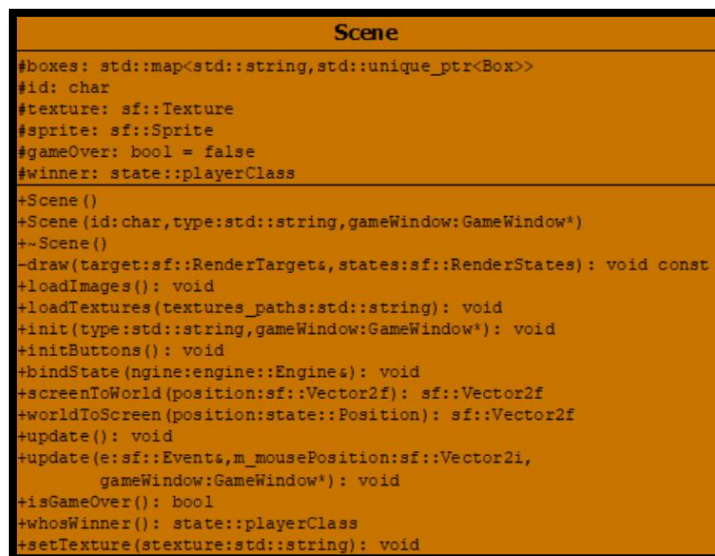 Scene
#boxes: std::map<std::string,std::unique_ptr<Box>>
#id: char
#texture: sf::Texture
#sprite: sf::Sprite
#gameOver: bool = false
#winner: state::playerClass
+Scene()
+Scene(id:char,type:std::string,gameWindow:GameWindow*)
+~Scene()
-draw(target:sf::RenderTarget&,states:sf::RenderStates): void const
+loadImages(): void
+loadTextures(textures_paths:std::string): void
+init(type:std::string,gameWindow:GameWindow*): void
+initButtons(): void
+bindState(ngine:engine::Engine&): void
+screenToWorld(position:sf::Vector2f): sf::Vector2f
+worldToScreen(position:state::Position): sf::Vector2f
+update(): void
+update(e:sf::Event&,m_mousePosition:sf::Vector2i,
gameWindow:GameWindow*): void
+isGameOver(): bool
+whosWinner(): state::playerClass
+setTexture(stexture:std::string): void